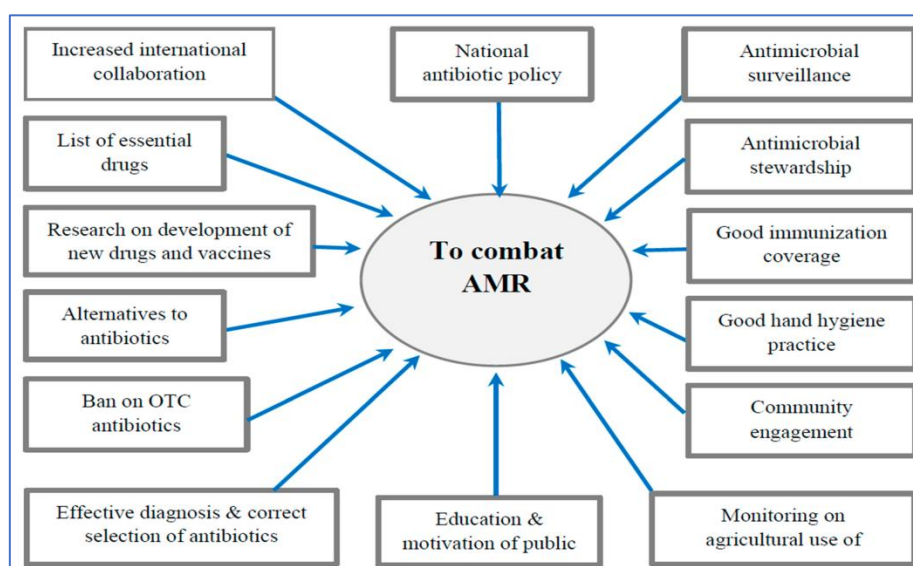 Increased international
collaboration
National
antibiotic policy
Antimicrobial
surveillance
List of essential
drugs
Antimicrobial
stewardship
Research on development of
new drugs and vaccines
To combat
AMR
Good immunization
coverage
Alternatives to
antibiotics
Good hand hygiene
practice
Ban on OTC
antibiotics
Community
engagement
Effective diagnosis & correct
selection of antibiotics
Education &
motivation of public
Monitoring on
agricultural use of